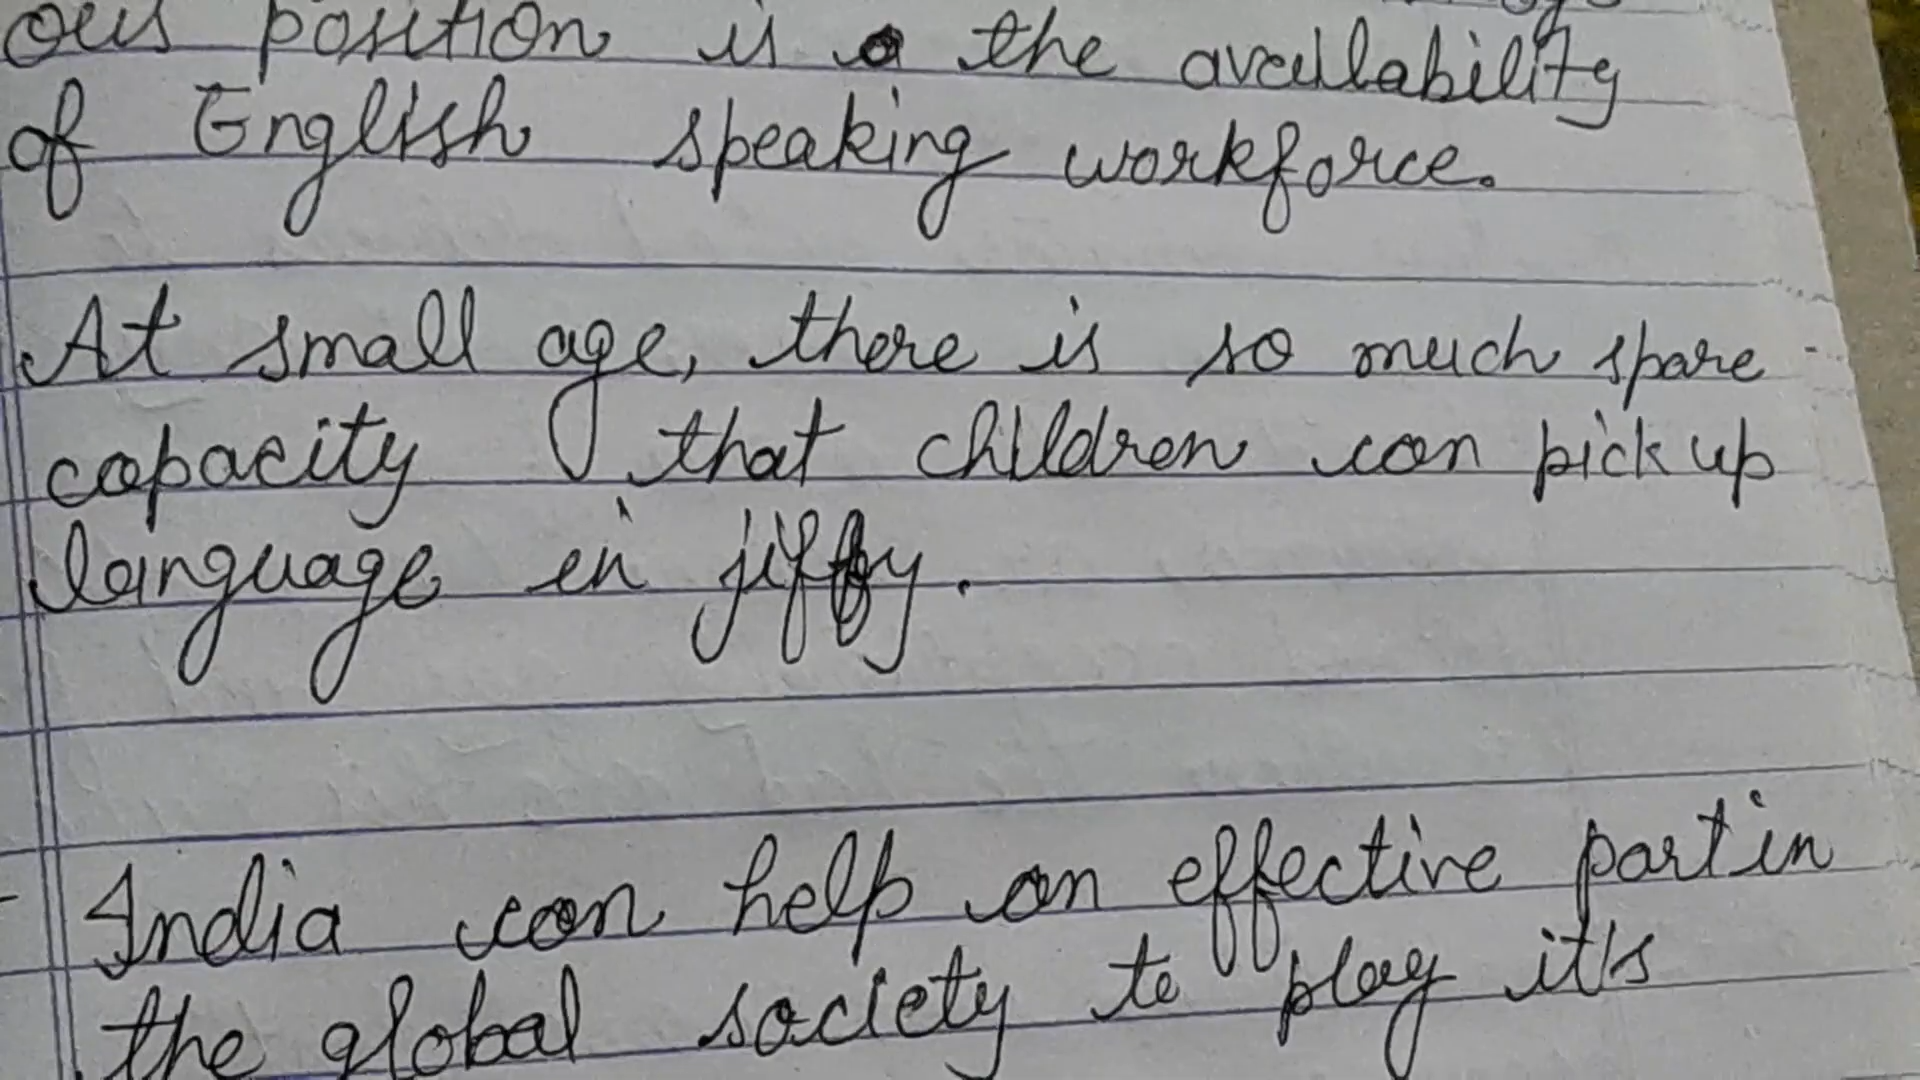 ous position is the availability
of English speaking workforce.
At small age, there is so much spare
capacity that children can pick up
language in jiffy.
India can help an effective part in
the global society to play it's